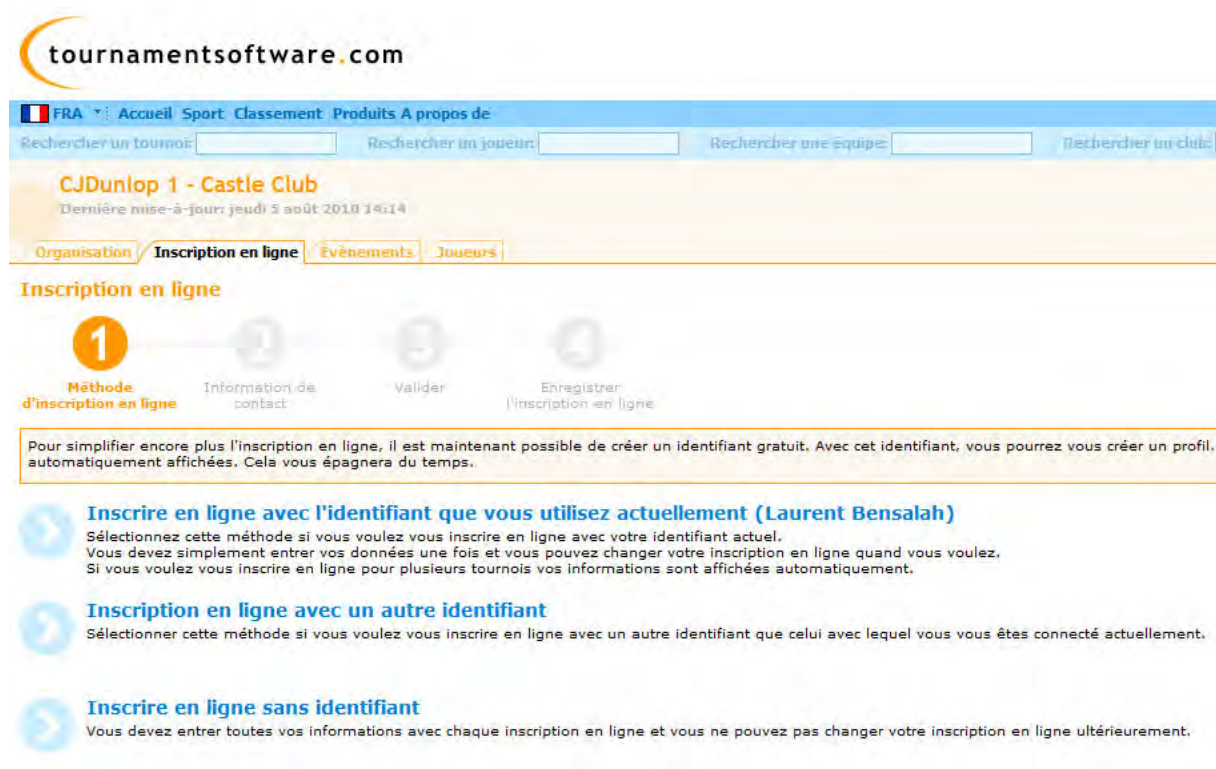 tournamentsoftware.com
FRA Accueil Sport Classement Produits A propos de
Rechercher un tournoi: Rechercher un joueur: Rechercher une équipe: Rechercher un club:
CJDunlop 1 - Castle Club
Dernière mise-à-jour: jeudi 5 août 2010 14:14
Organisation Inscription en ligne Évènements Joueurs
Inscription en ligne
1 2 3 4
Méthode Information de Valider Enregistrer
d'inscription en ligne contact l'inscription en ligne
Pour simplifier encore plus l'inscription en ligne, il est maintenant possible de créer un identifiant gratuit. Avec cet identifiant, vous pourrez vous créer un profil.
automatiquement affichées. Cela vous épagnera du temps.
Inscrire en ligne avec l'identifiant que vous utilisez actuellement (Laurent Bensalah)
Sélectionnez cette méthode si vous voulez vous inscrire en ligne avec votre identifiant actuel.
Vous devez simplement entrer vos données une fois et vous pouvez changer votre inscription en ligne quand vous voulez.
Si vous voulez vous inscrire en ligne pour plusieurs tournois vos informations sont affichées automatiquement.
Inscription en ligne avec un autre identifiant
Sélectionner cette méthode si vous voulez vous inscrire en ligne avec un autre identifiant que celui avec lequel vous vous êtes connecté actuellement.
Inscrire en ligne sans identifiant
Vous devez entrer toutes vos informations avec chaque inscription en ligne et vous ne pouvez pas changer votre inscription en ligne ultérieurement.